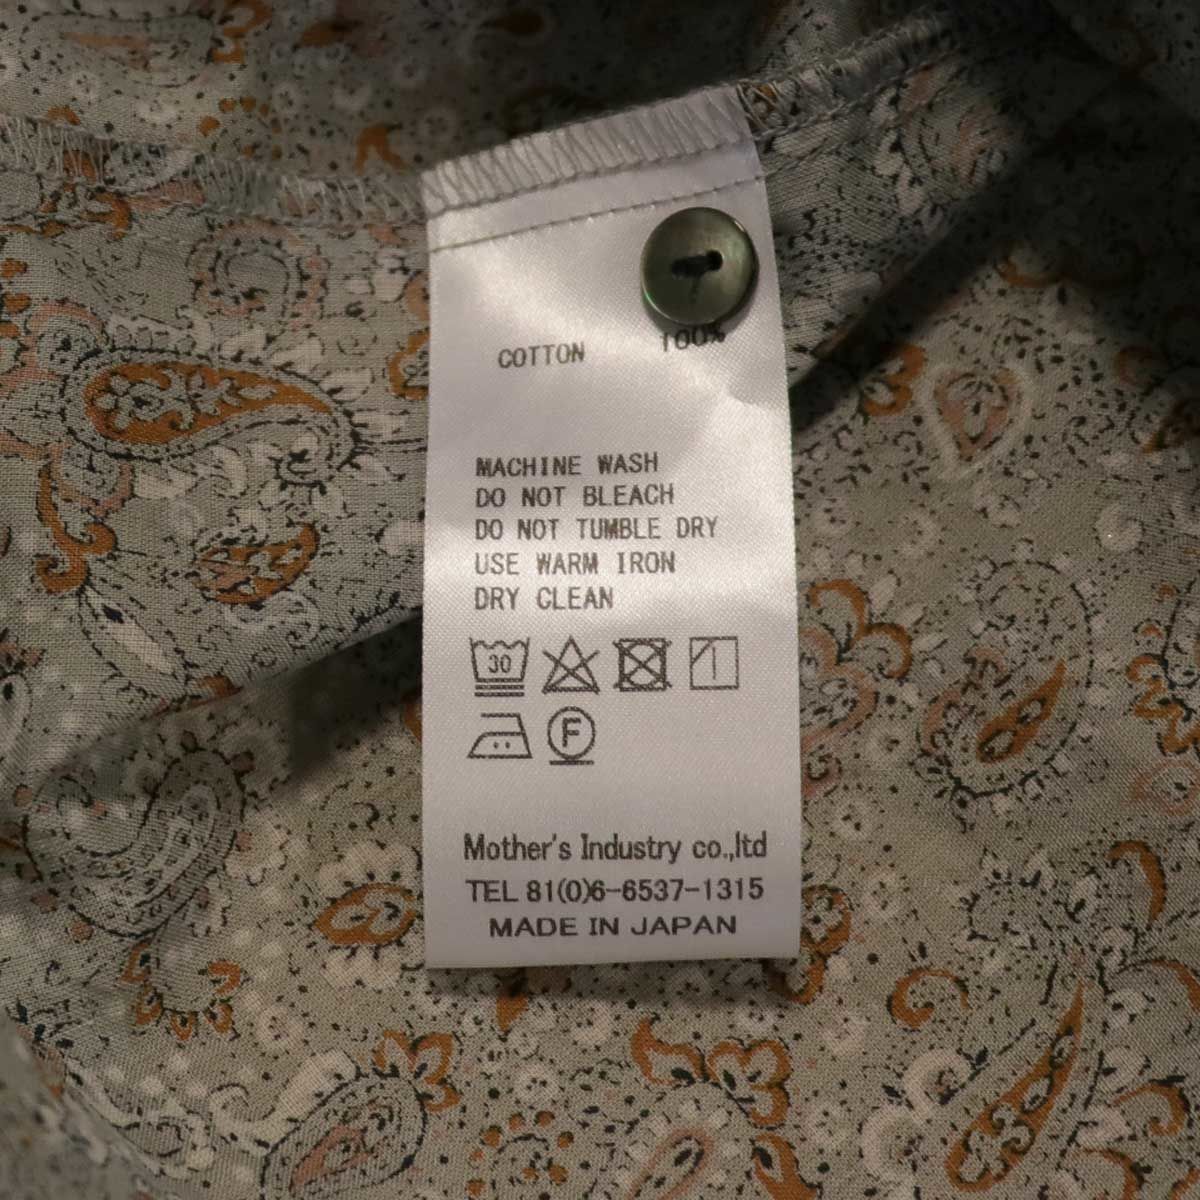 COTTON 100%
MACHINE WASH
DO NOT BLEACH
DO NOT TUMBLE DRY
USE WARM IRON
DRY CLEAN
30
F
Mother's Industry co.,ltd
TEL 81(0)6-6537-1315
MADE IN JAPAN